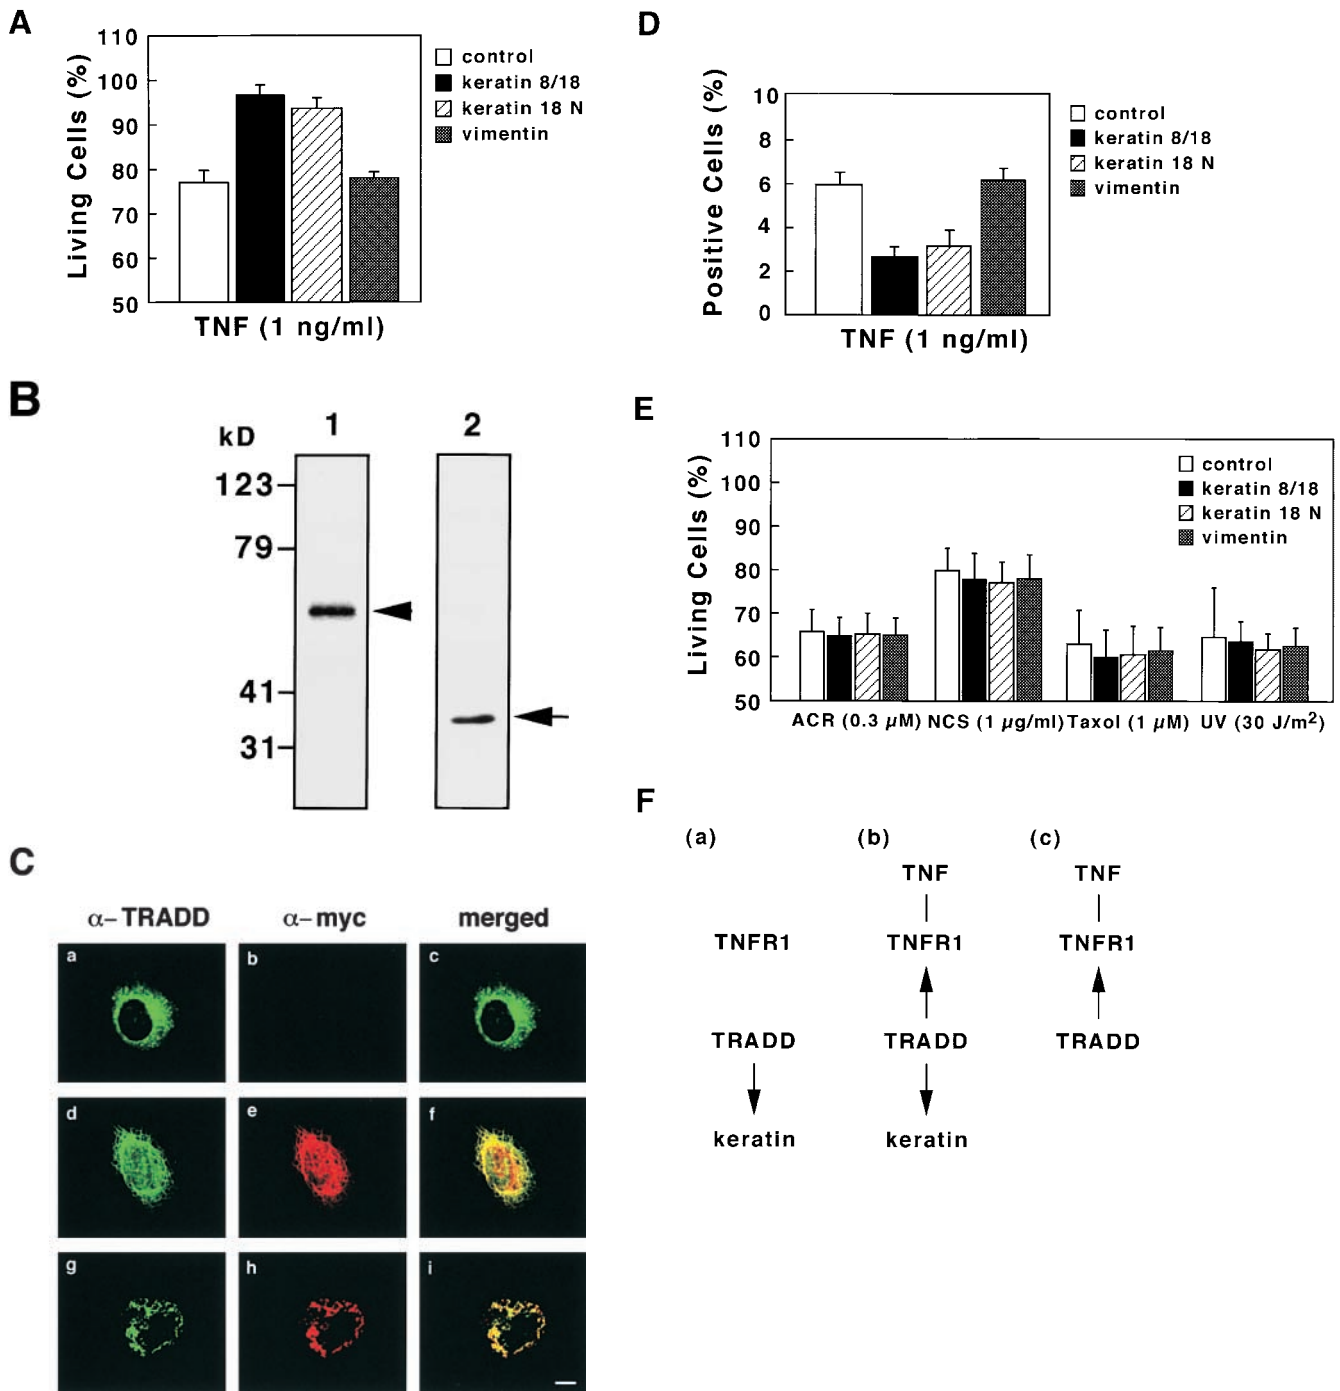 A
110
100
90
80
70
60
50
Living Cells (%)
control
keratin 8/18
keratin 18 N
vimentin
TNF (1 ng/ml)
B
kD
1
2
123
79
41
31
C
α-TRADD
α-myc
merged
a
b
c
d
e
f
g
h
i
D
10
8
6
4
2
0
Positive Cells (%)
control
keratin 8/18
keratin 18 N
vimentin
TNF (1 ng/ml)
E
110
100
90
80
70
60
50
Living Cells (%)
control
keratin 8/18
keratin 18 N
vimentin
ACR (0.3 μM) NCS (1 μg/ml) Taxol (1 μM) UV (30 J/m²)
F
(a)
TNFR1
TRADD
keratin
(b)
TNF
TNFR1
TRADD
keratin
(c)
TNF
TNFR1
TRADD